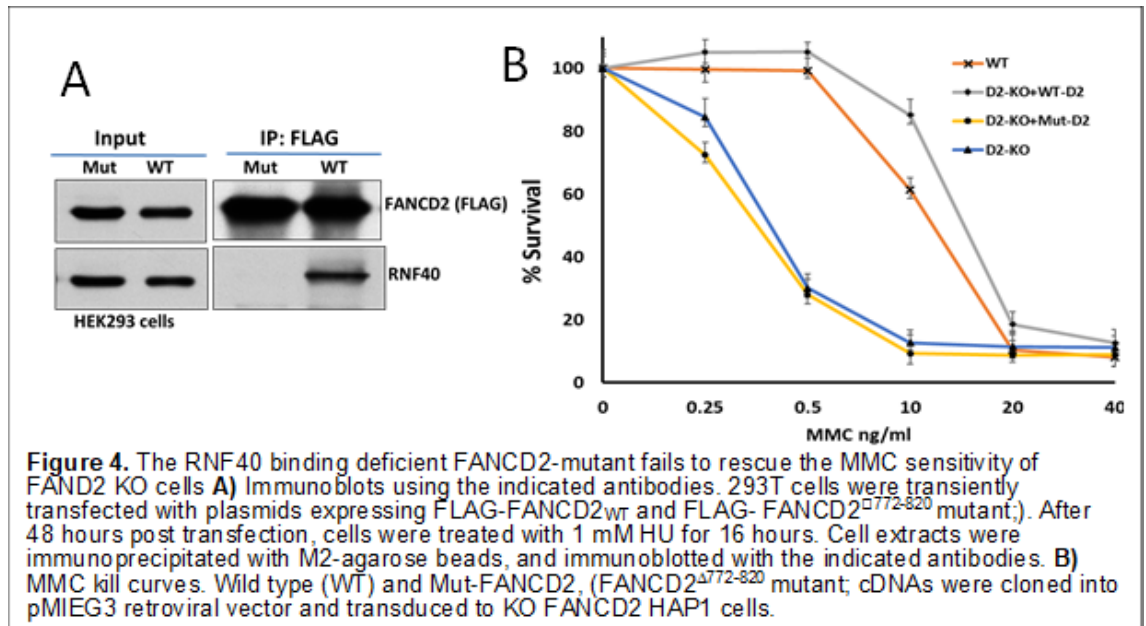 A
Input IP: FLAG
Mut WT Mut WT
FANCD2 (FLAG)
RNF40
HEK293 cells
B
% Survival
100
80
60
40
20
0
0 0.25 0.5 10 20 40
MMC ng/ml
WT
D2-KO+WT-D2
D2-KO+Mut-D2
D2-KO
Figure 4. The RNF40 binding deficient FANCD2-mutant fails to rescue the MMC sensitivity of
FAND2 KO cells A) Immunoblots using the indicated antibodies. 293T cells were transiently
transfected with plasmids expressing FLAG-FANCD2WT and FLAG- FANCD2□772-820 mutant;). After
48 hours post transfection, cells were treated with 1 mM HU for 16 hours. Cell extracts were
immunoprecipitated with M2-agarose beads, and immunoblotted with the indicated antibodies. B)
MMC kill curves. Wild type (WT) and Mut-FANCD2, (FANCD2Δ772-820 mutant; cDNAs were cloned into
pMIEG3 retroviral vector and transduced to KO FANCD2 HAP1 cells.